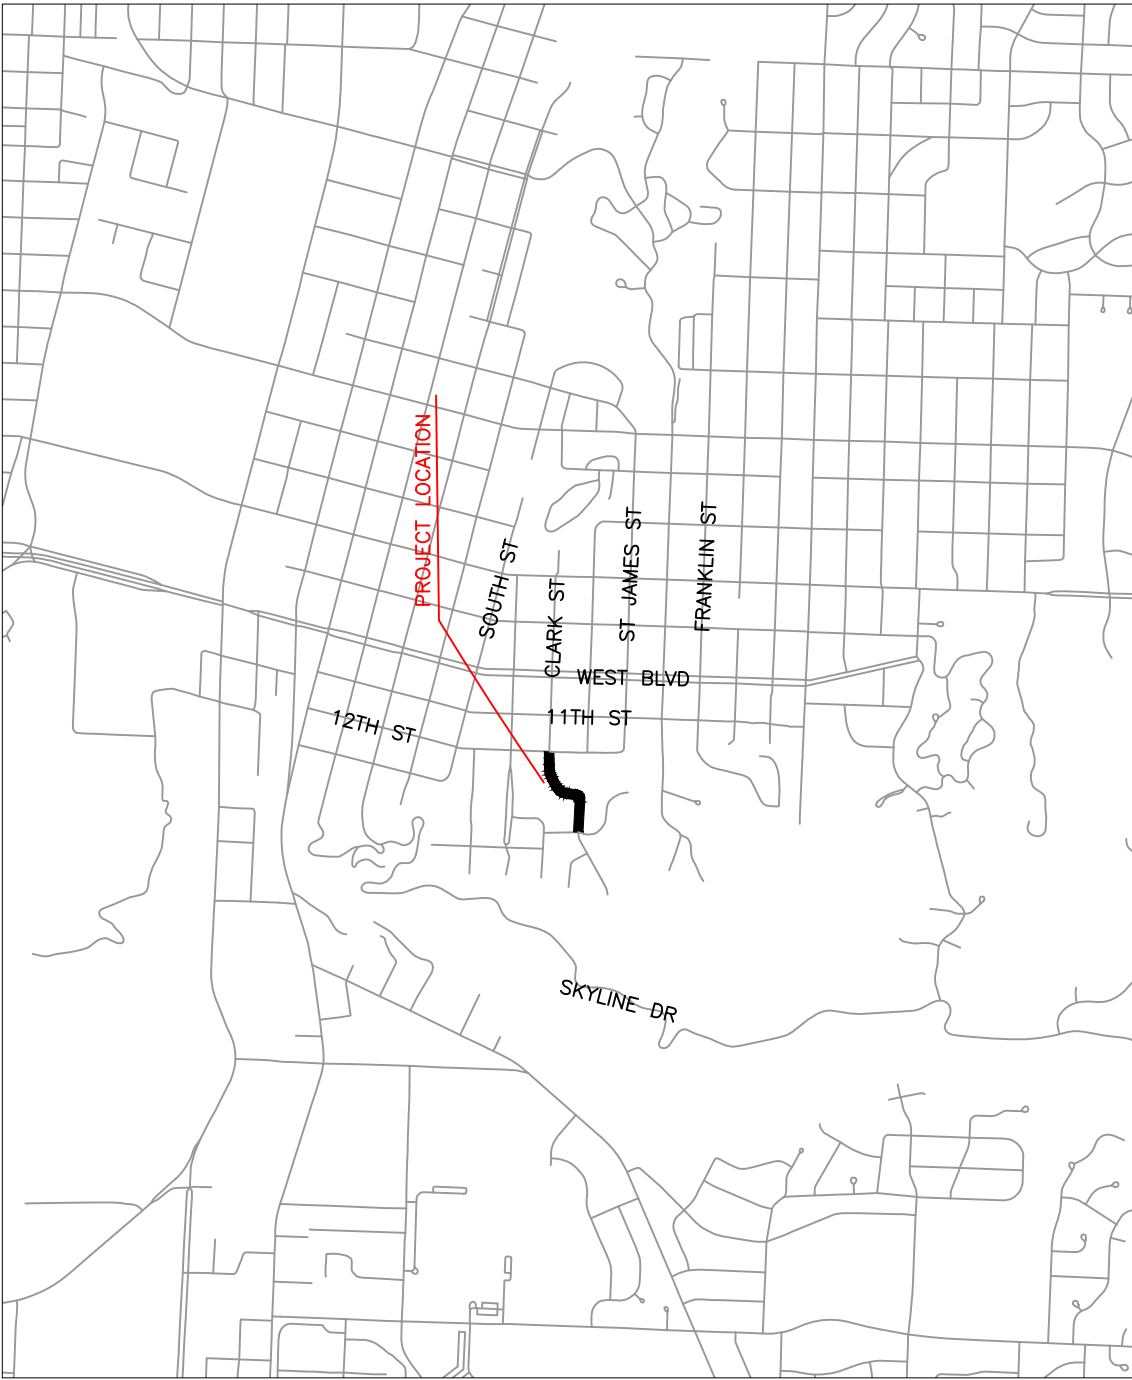 PROJECT LOCATION
SOUTH ST
CLARK ST
ST JAMES ST
FRANKLIN ST
WEST BLVD
11TH ST
12TH ST
SKYLINE DR